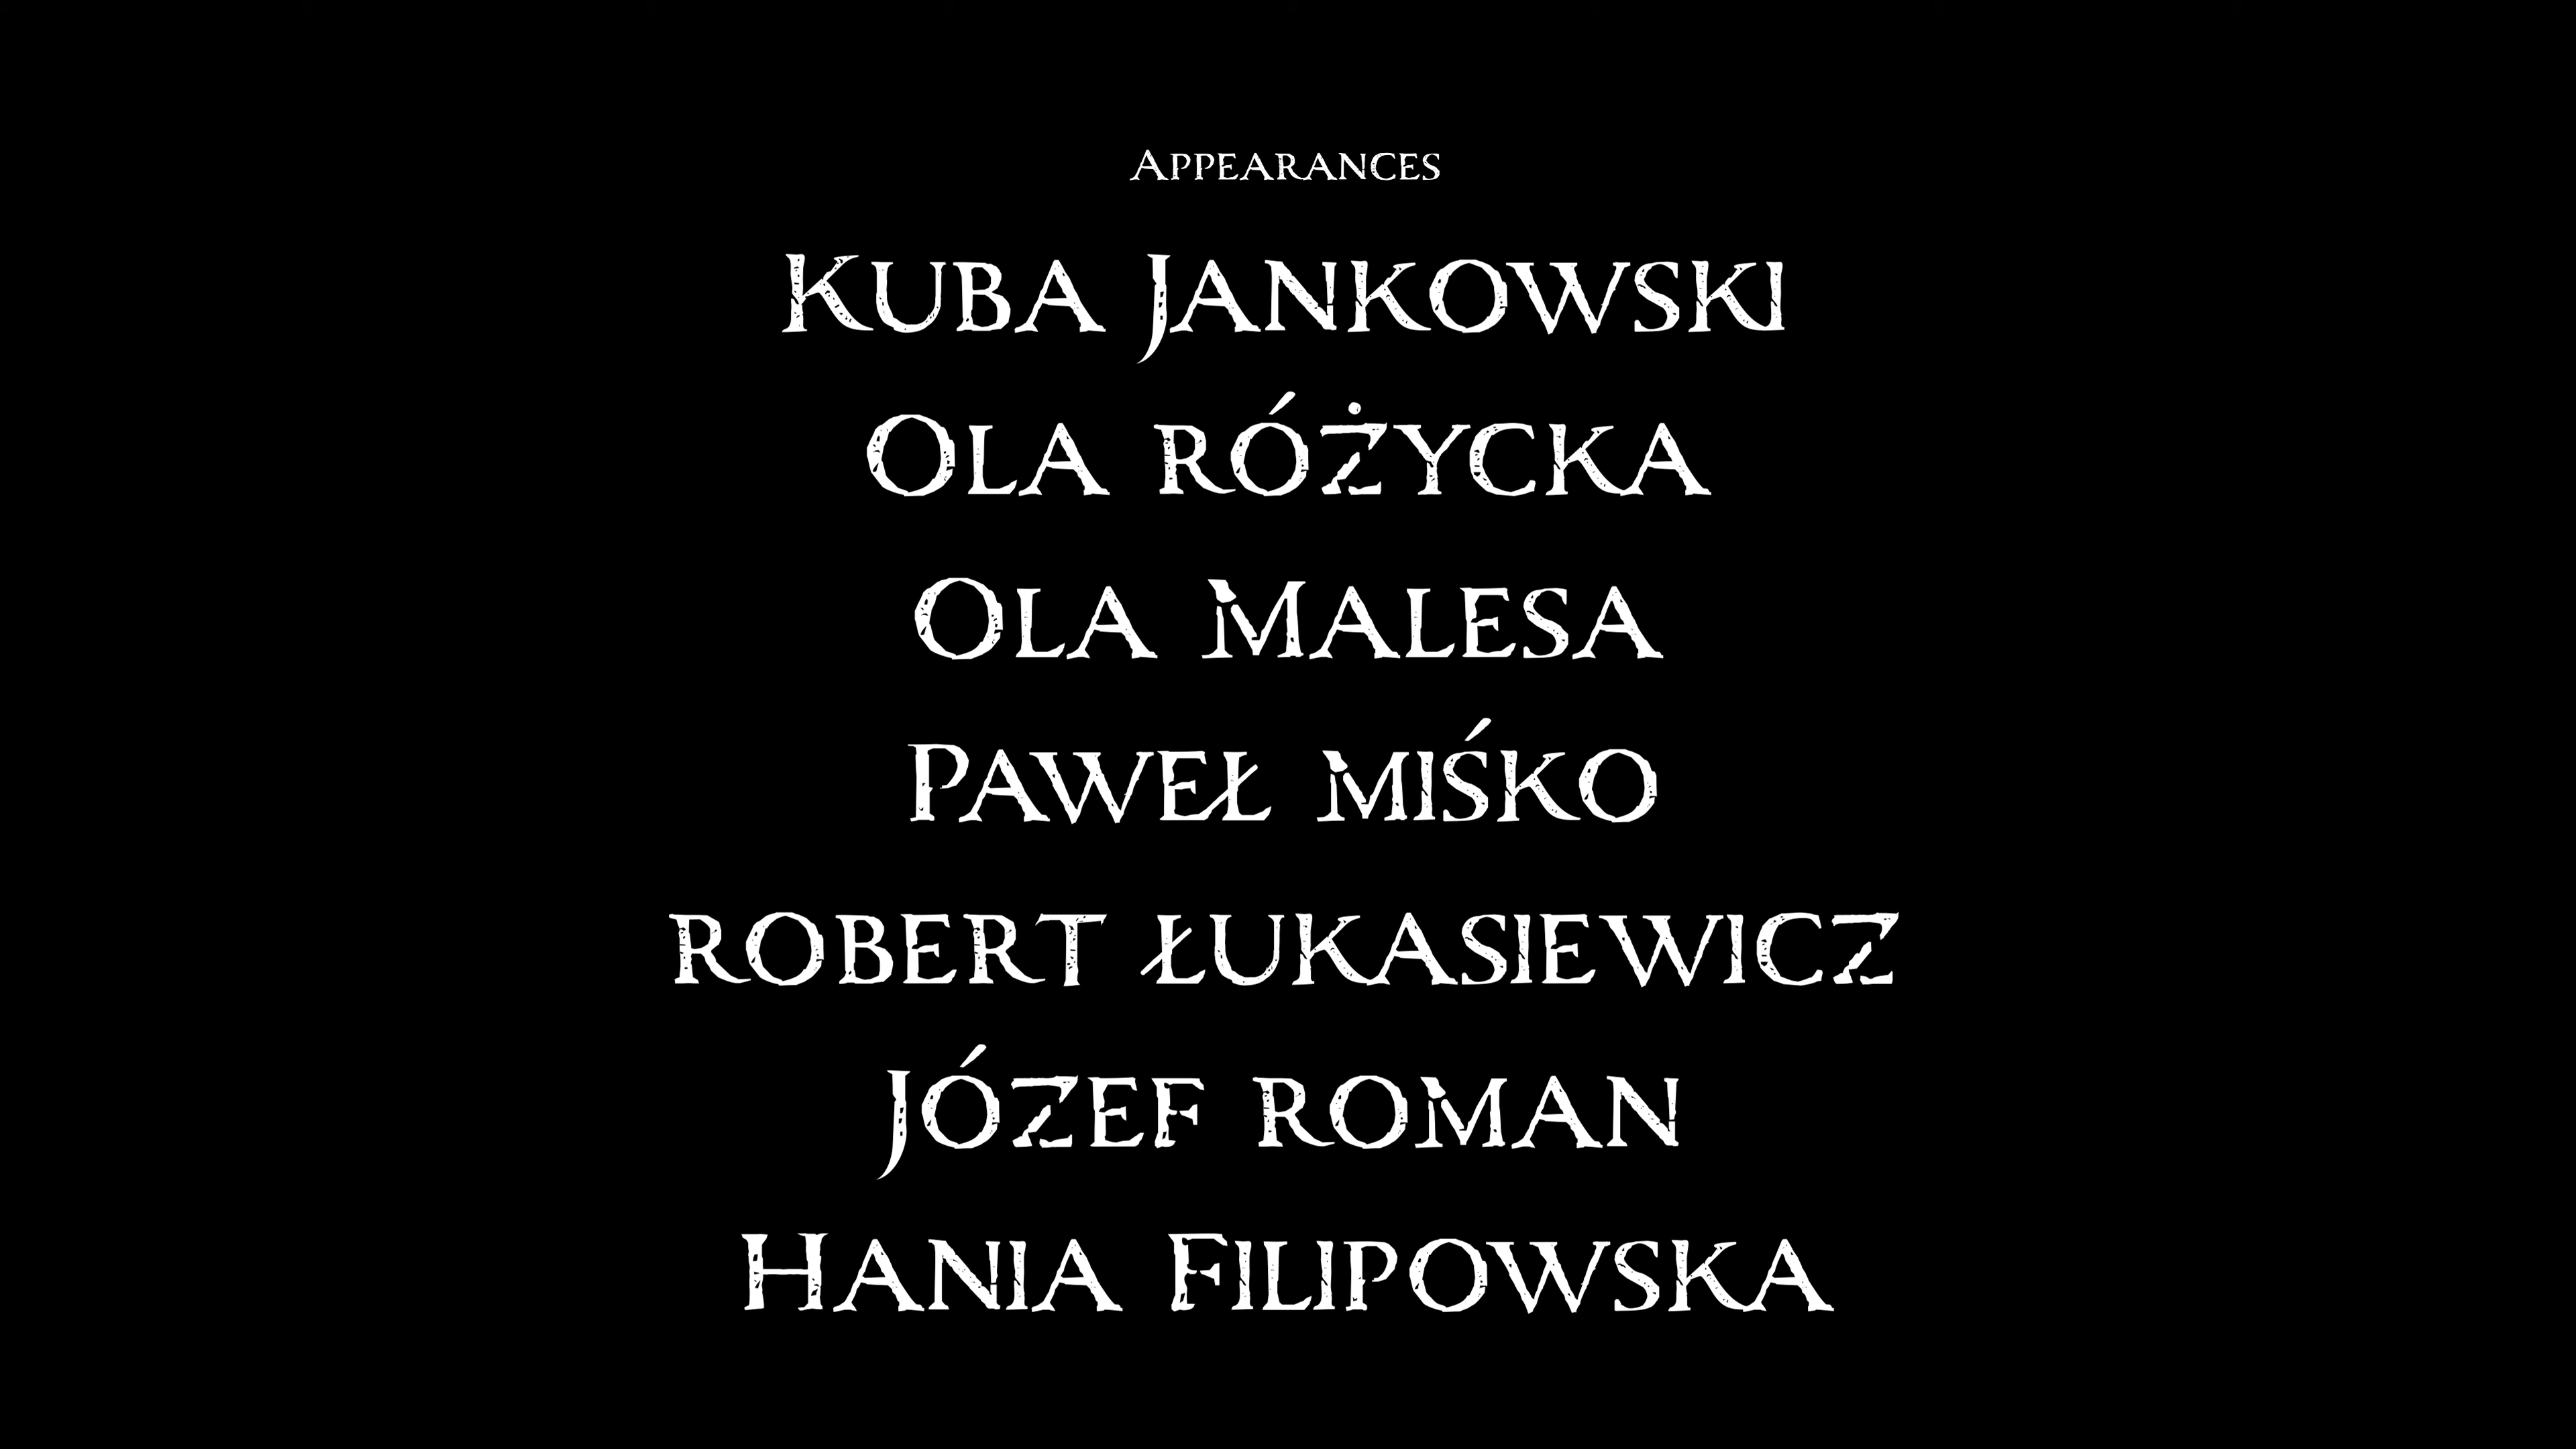 Appearances
Kuba Jankowski
Ola różycka
Ola Malesa
Paweł miśko
robert łukasiewicz
Józef roman
Hania Filipowska